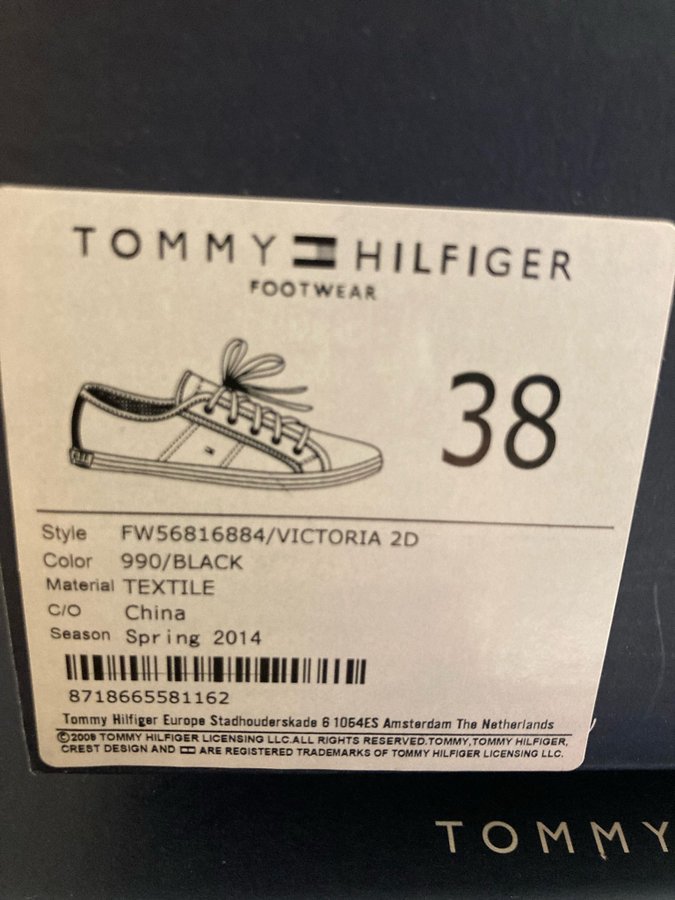 TOMMY HILFIGER
FOOTWEAR
38
Style FW56816884/VICTORIA 2D
Color 990/BLACK
Material TEXTILE
C/O China
Season Spring 2014
8718665581162
Tommy Hilfiger Europe Stadhouderskade 6 1054ES Amsterdam The Netherlands
©2008 TOMMY HILFIGER LICENSING LLC.ALL RIGHTS RESERVED.TOMMY,TOMMY HILFIGER,
CREST DESIGN AND ARE REGISTERED TRADEMARKS OF TOMMY HILFIGER LICENSING LLC.
TOMMY